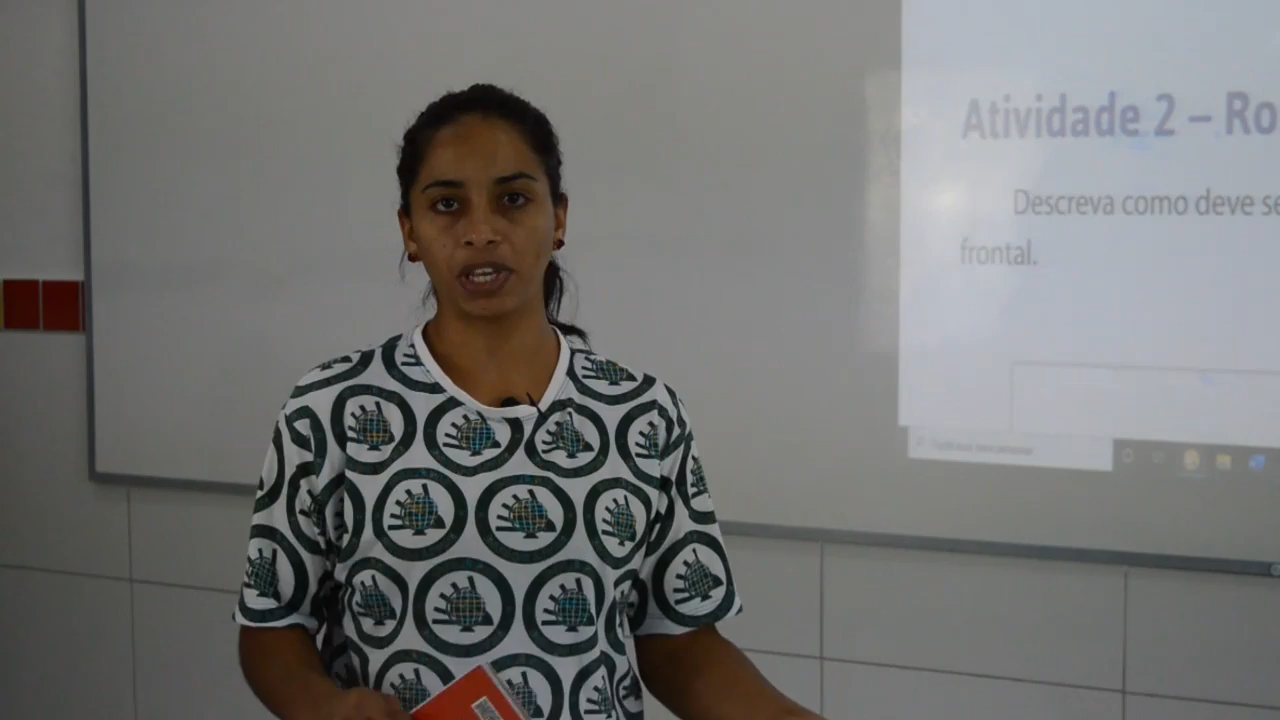 Atividade 2 – Ro
Descreva como deve se
frontal.